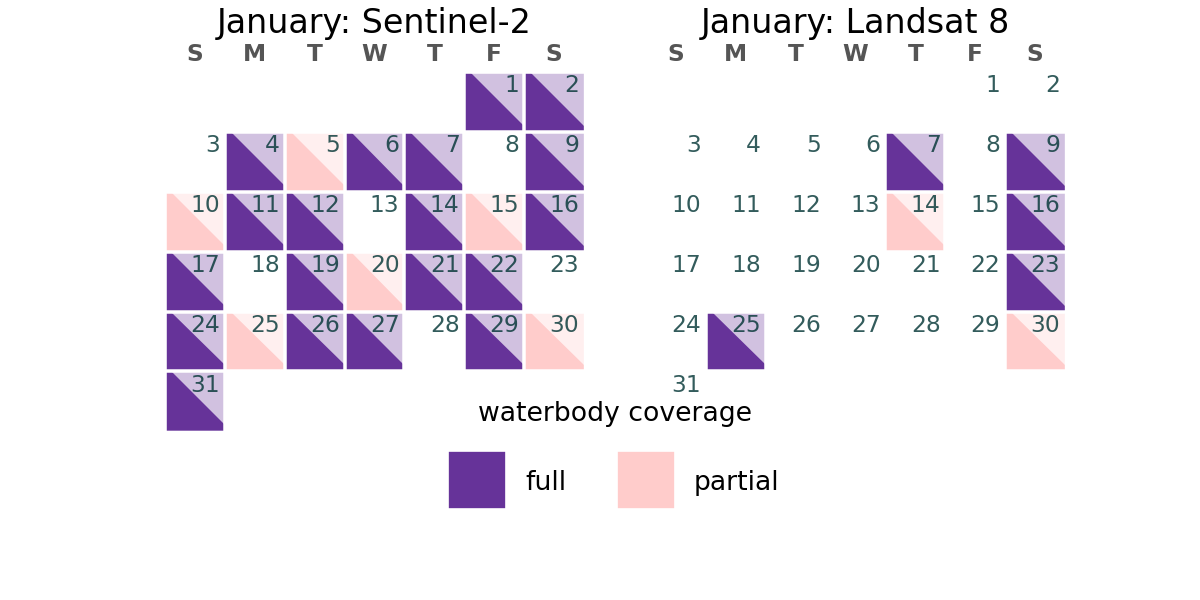 January: Sentinel-2
S M T W T F S
1 2
3 4 5 6 7 8 9
10 11 12 13 14 15 16
17 18 19 20 21 22 23
24 25 26 27 28 29 30
31
January: Landsat 8
S M T W T F S
1 2
3 4 5 6 7 8 9
10 11 12 13 14 15 16
17 18 19 20 21 22 23
24 25 26 27 28 29 30
31
waterbody coverage
full partial